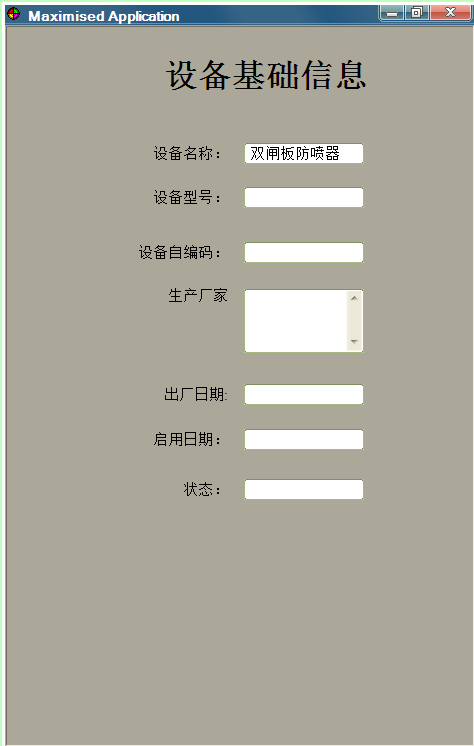 Maximised Application
设备基础信息
设备名称： 双闸板防喷器
设备型号：
设备自编码：
生产厂家
出厂日期:
启用日期：
状态：